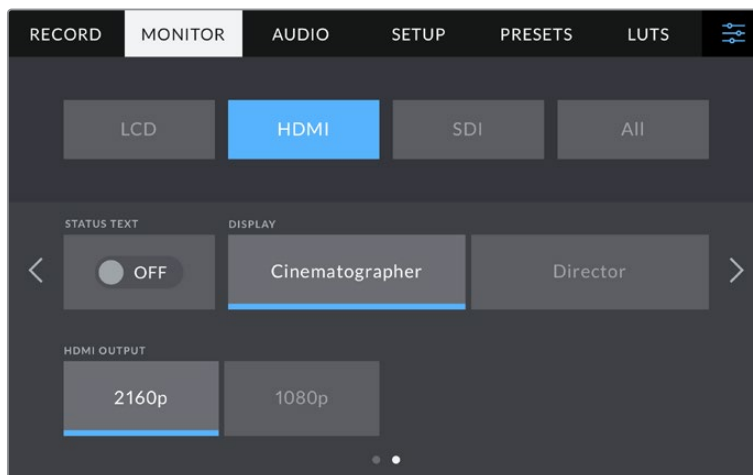 RECORD MONITOR AUDIO SETUP PRESETS LUTS
LCD HDMI SDI All
STATUS TEXT DISPLAY
OFF Cinematographer Director
HDMI OUTPUT
2160p 1080p